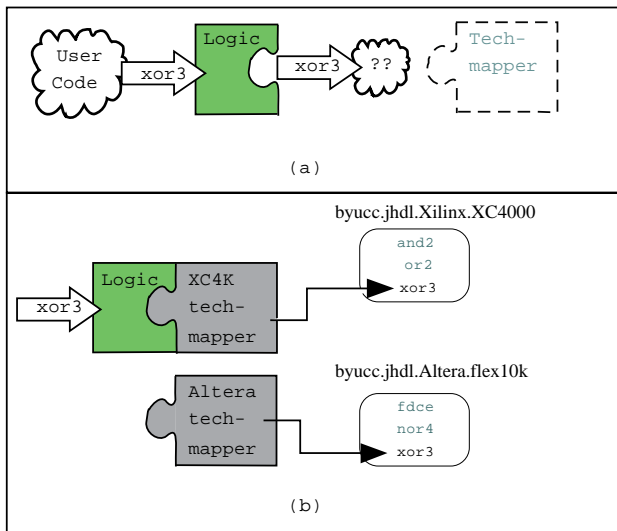 User
Code
xor3
Logic
xor3
??
Tech-
mapper
(a)
byucc.jhdl.Xilinx.XC4000
and2
or2
xor3
xor3
Logic
XC4K
tech-
mapper
byucc.jhdl.Altera.flex10k
Altera
tech-
mapper
fdce
nor4
xor3
(b)